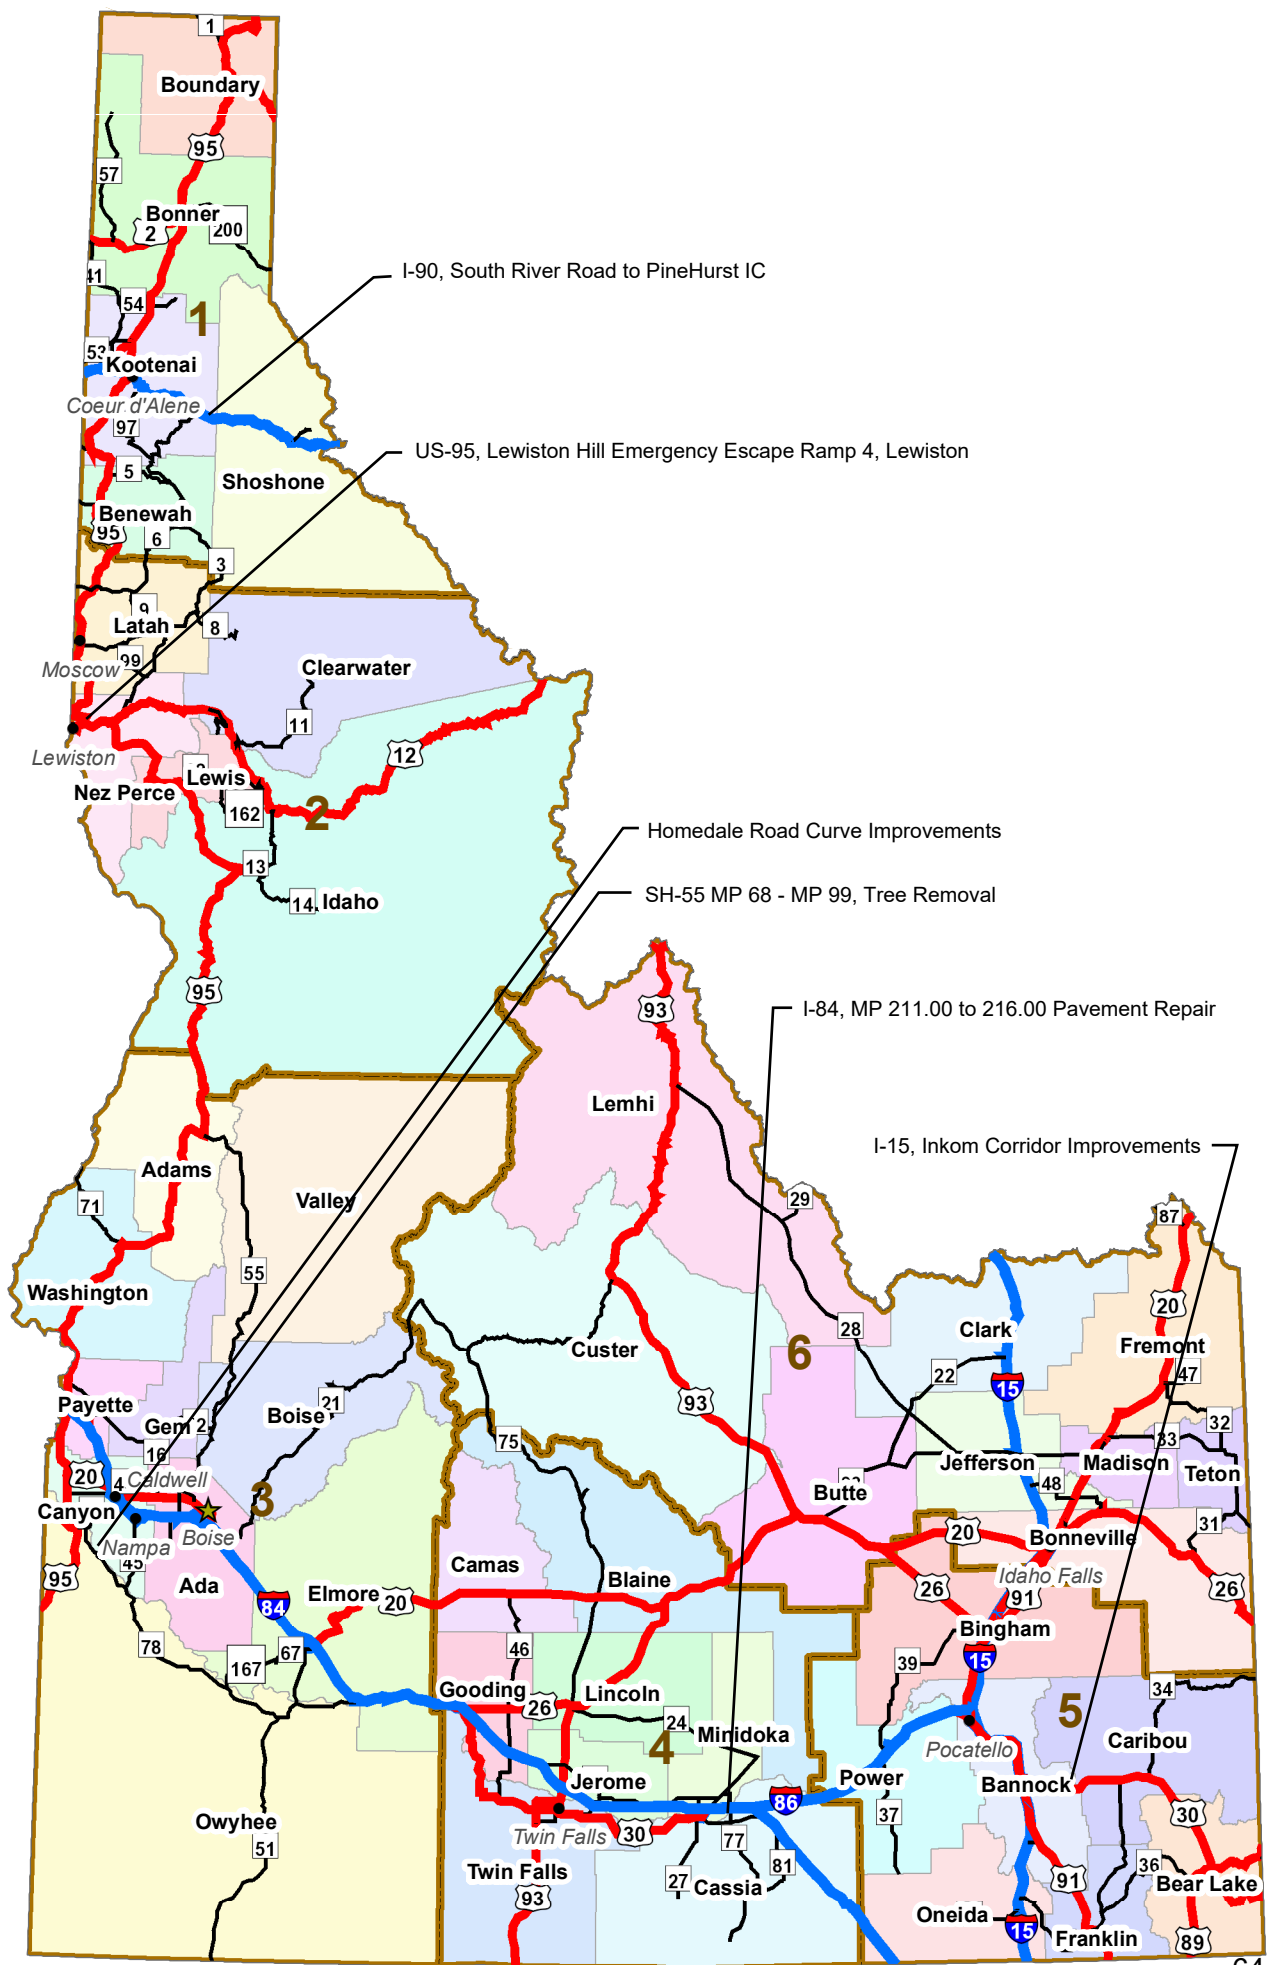 1
Boundary
95
57
Bonner
2
200
I-90, South River Road to PineHurst IC
41
54
1
53
Kootenai
Coeur d'Alene
97
US-95, Lewiston Hill Emergency Escape Ramp 4, Lewiston
5
Shoshone
Benewah
95
6
3
9
Latah
8
99
Moscow
Clearwater
11
12
Lewiston
Lewis
Nez Perce
162
2
Homedale Road Curve Improvements
13
SH-55 MP 68 - MP 99, Tree Removal
14
Idaho
95
93
I-84, MP 211.00 to 216.00 Pavement Repair
Lemhi
I-15, Inkom Corridor Improvements
Adams
71
Valley
29
87
55
Washington
20
28
Clark
Custer
6
Fremont
22
47
15
93
Payette
21
Boise
Gem
32
75
33
16
Jefferson
Madison
Teton
20
4
Caldwell
48
Butte
3
Canyon
31
20
Bonneville
Nampa
Boise
45
Camas
Idaho Falls
95
Ada
Elmore
20
Blaine
26
91
26
84
Bingham
78
167
67
46
39
15
Gooding
26
Lincoln
34
24
5
4
Minidoka
Caribou
Pocatello
Jerome
Power
Bannock
86
37
30
Owyhee
Twin Falls
30
51
77
81
36
Twin Falls
27
Cassia
91
Bear Lake
93
Oneida
15
Franklin
89